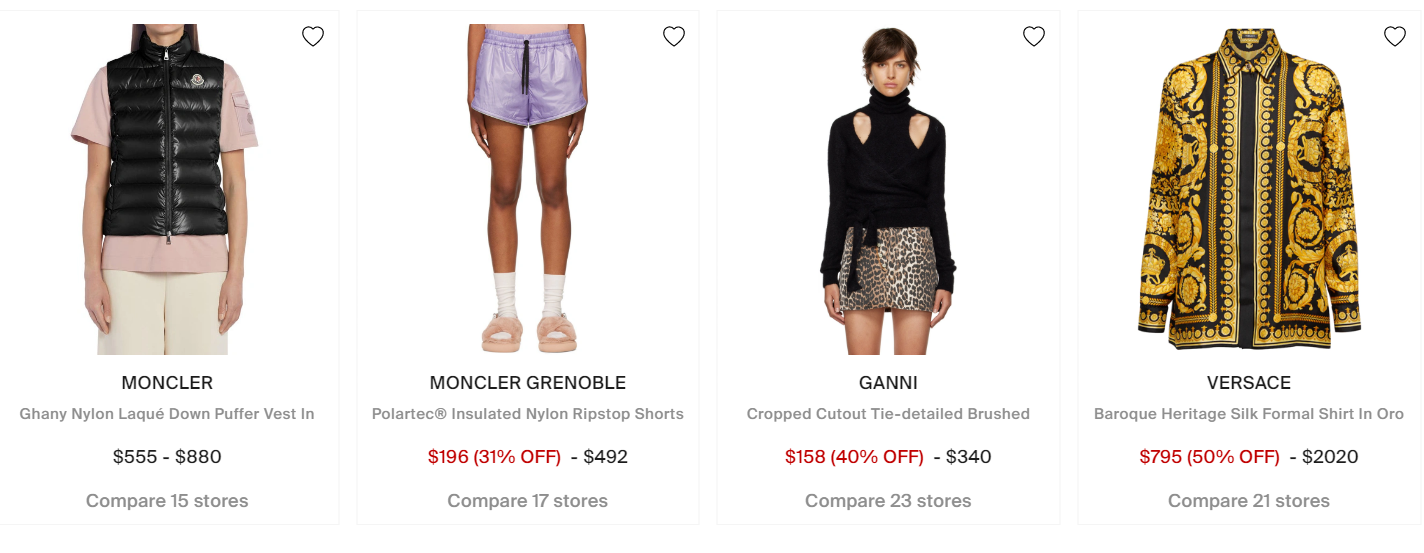 MONCLER
Ghany Nylon Laqué Down Puffer Vest In
$555 - $880
Compare 15 stores
MONCLER GRENOBLE
Polartec® Insulated Nylon Ripstop Shorts
$196 (31% OFF) - $492
Compare 17 stores
GANNI
Cropped Cutout Tie-detailed Brushed
$158 (40% OFF) - $340
Compare 23 stores
VERSACE
Baroque Heritage Silk Formal Shirt In Oro
$795 (50% OFF) - $2020
Compare 21 stores